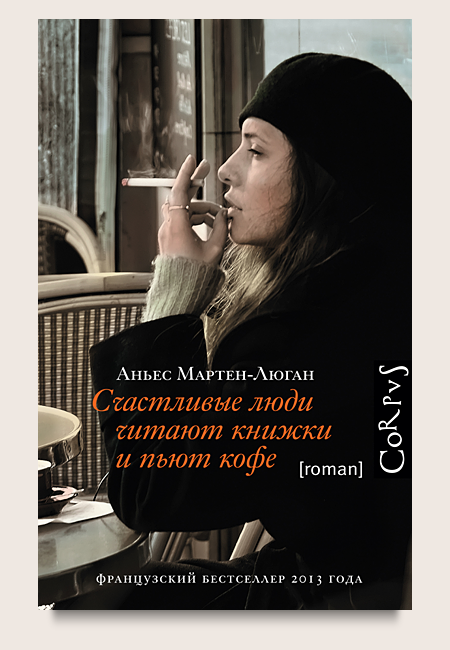 Аньес Мартен-Люган
Счастливые люди
читают книжки
и пьют кофе
[roman]
CORPVS
французский бестселлер 2013 года